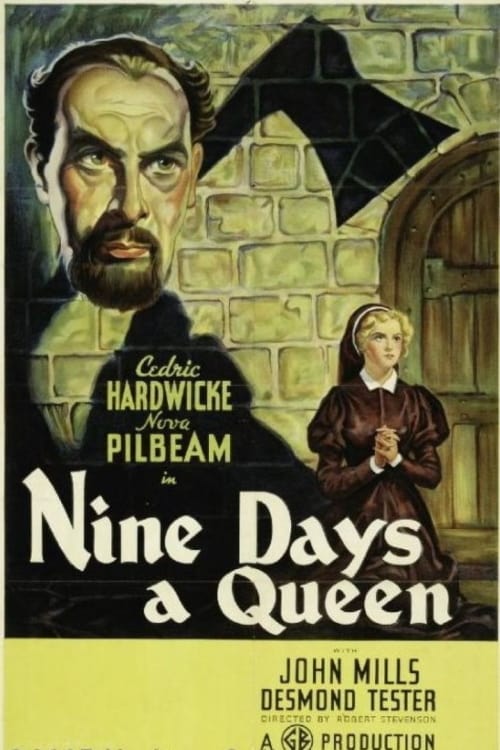 Cedric
HARDWICKE
Nova
PILBEAM
in
Nine Days
a Queen
WITH
JOHN MILLS
DESMOND TESTER
DIRECTED BY ROBERT STEVENSON
A GB PRODUCTION